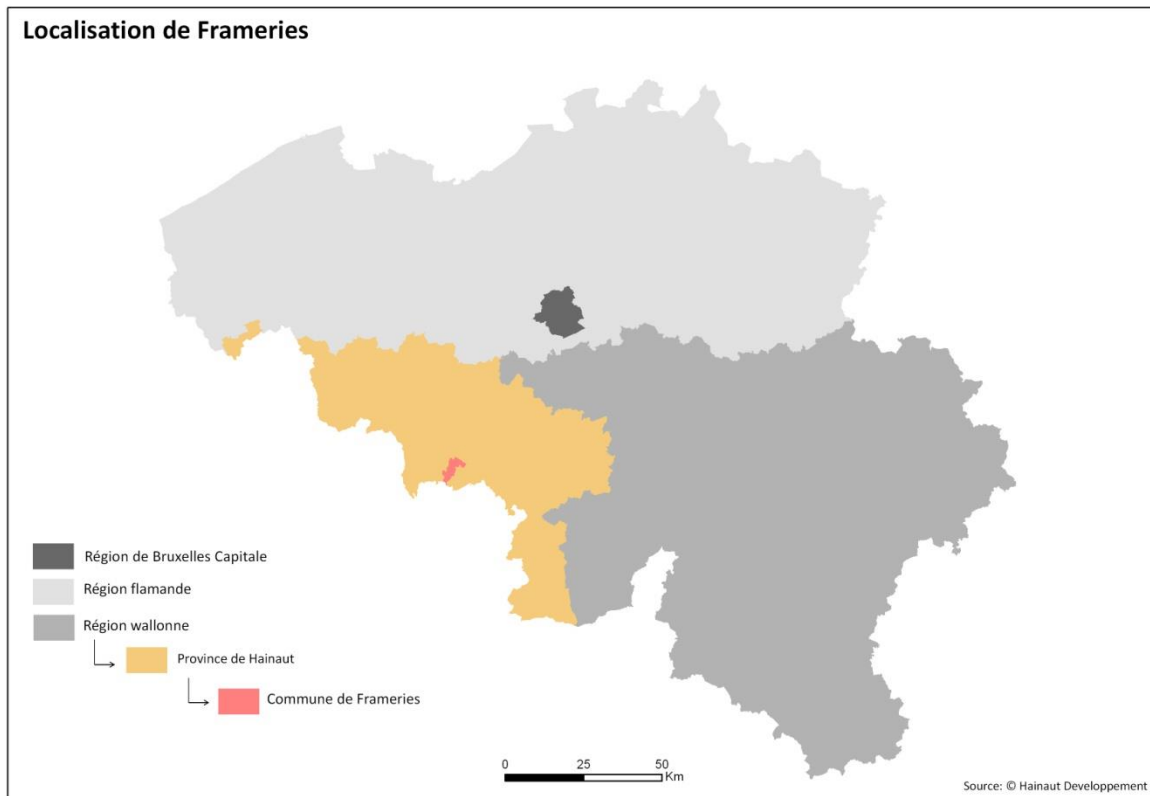 Localisation de Frameries
Région de Bruxelles Capitale
Région flamande
Région wallonne
Province de Hainaut
Commune de Frameries
0 25 50
Km
Source: © Hainaut Developpement